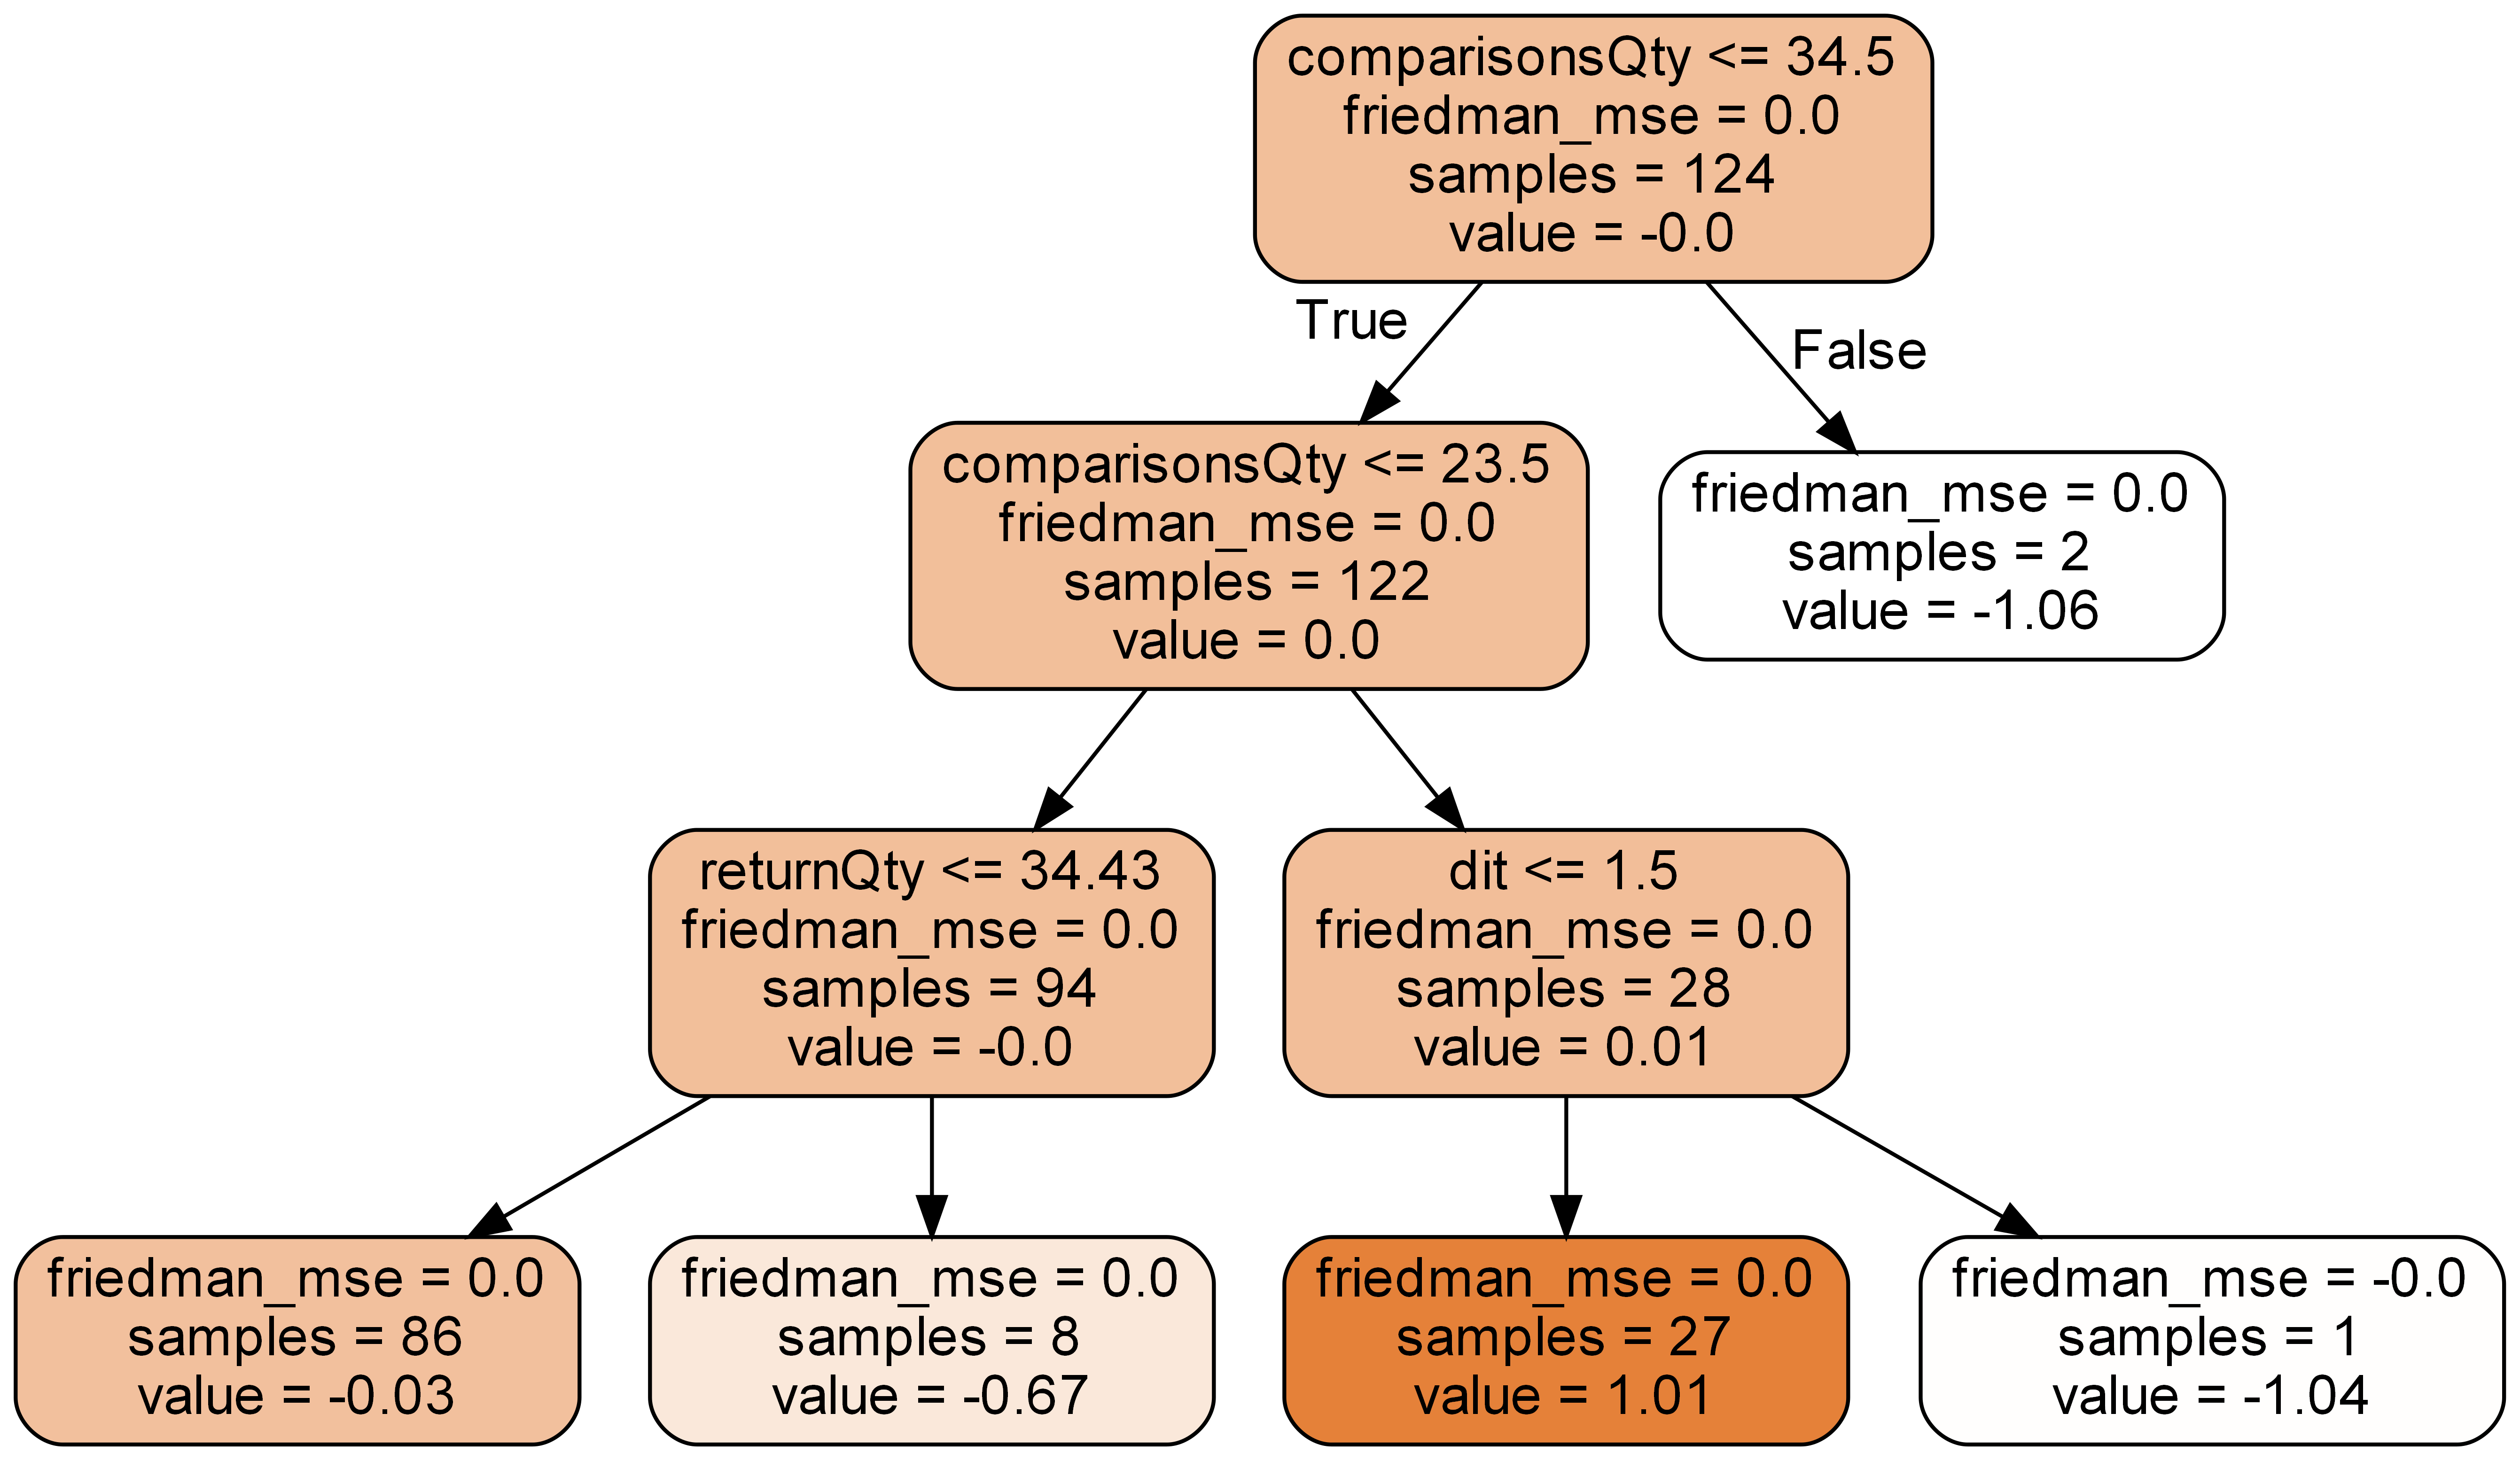 comparisonsQty <= 34.5
friedman_mse = 0.0
samples = 124
value = -0.0
True
False
comparisonsQty <= 23.5
friedman_mse = 0.0
samples = 122
value = 0.0
friedman_mse = 0.0
samples = 2
value = -1.06
returnQty <= 34.43
friedman_mse = 0.0
samples = 94
value = -0.0
dit <= 1.5
friedman_mse = 0.0
samples = 28
value = 0.01
friedman_mse = 0.0
samples = 86
value = -0.03
friedman_mse = 0.0
samples = 8
value = -0.67
friedman_mse = 0.0
samples = 27
value = 1.01
friedman_mse = -0.0
samples = 1
value = -1.04